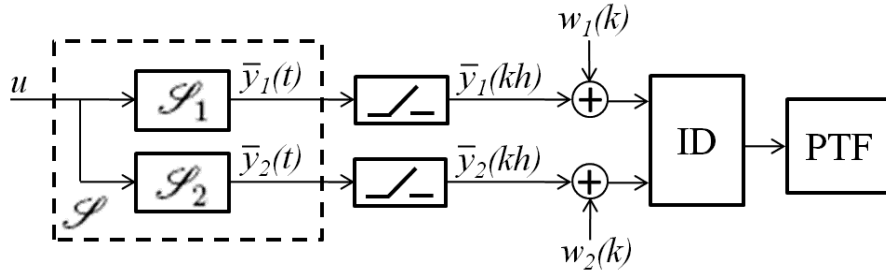 w₁(k)
u
𝒮₁
ȳ₁(t)
ȳ₁(kh)
ID
PTF
𝒮₂
ȳ₂(t)
ȳ₂(kh)
𝒮
w₂(k)